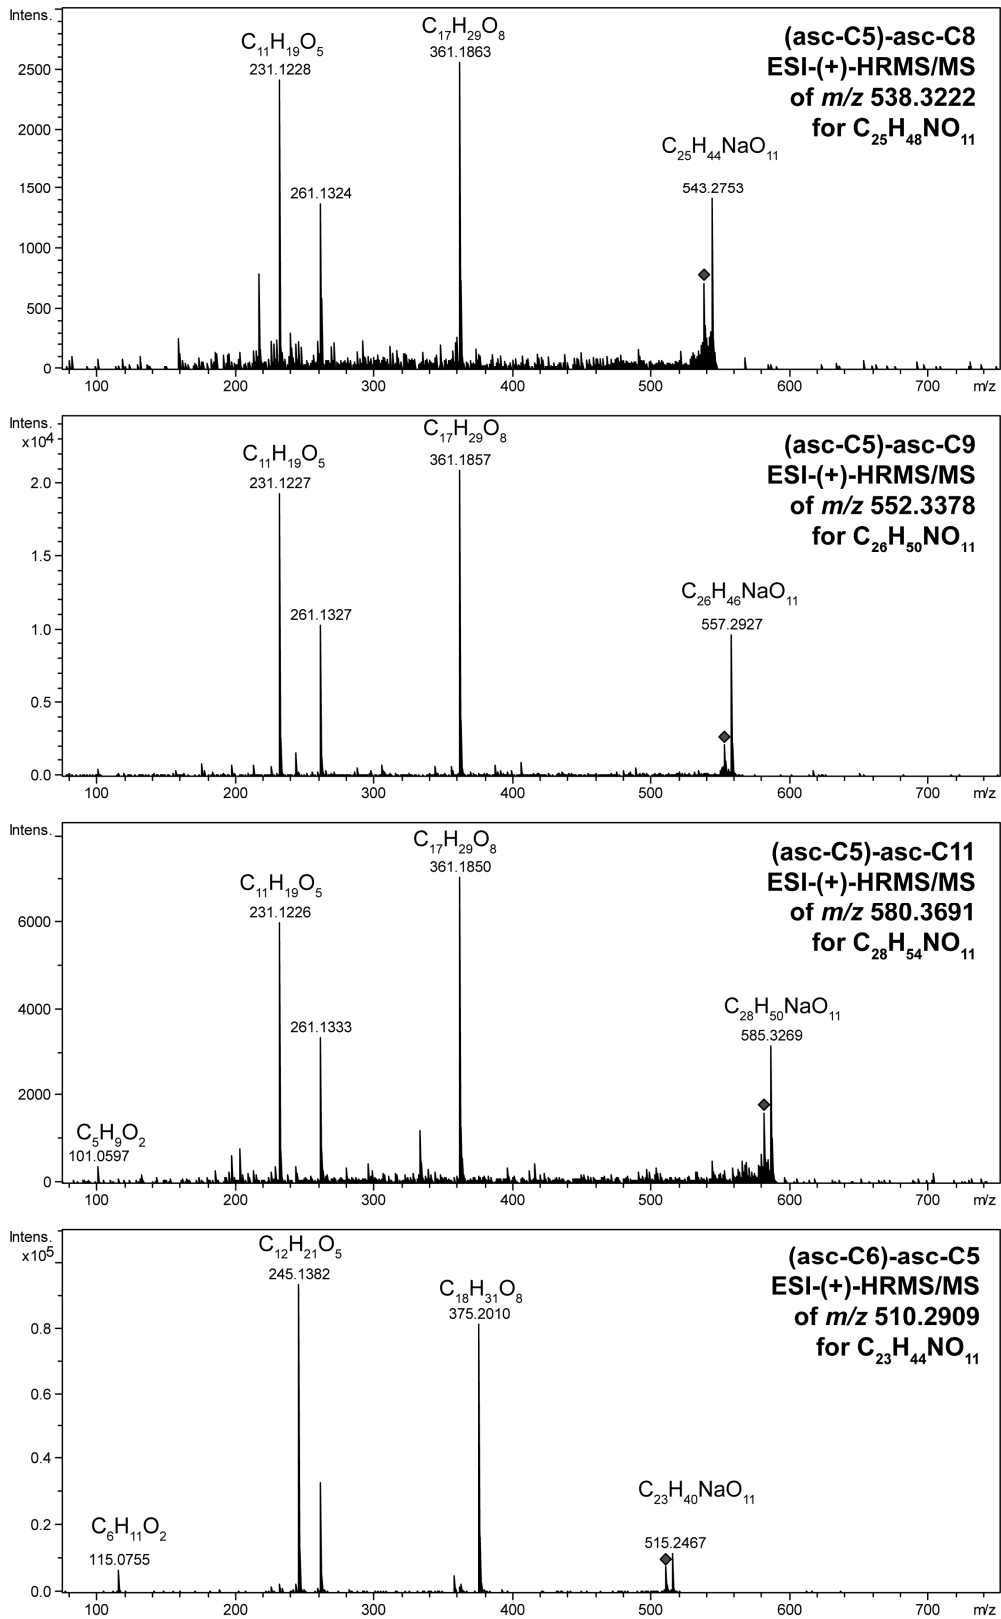 Intens.
(asc-C5)-asc-C8
ESI-(+)-HRMS/MS
of m/z 538.3222
for C₂₅H₄₈NO₁₁
C₁₁H₁₉O₅
231.1228
261.1324
C₁₇H₂₉O₈
361.1863
C₂₅H₄₄NaO₁₁
543.2753
2500
2000
1500
1000
500
0
100 200 300 400 500 600 700 m/z
Intens.
x10⁴
(asc-C5)-asc-C9
ESI-(+)-HRMS/MS
of m/z 552.3378
for C₂₆H₅₀NO₁₁
C₁₁H₁₉O₅
231.1227
261.1327
C₁₇H₂₉O₈
361.1857
C₂₆H₄₆NaO₁₁
557.2927
2.0
1.5
1.0
0.5
0.0
100 200 300 400 500 600 700 m/z
Intens.
(asc-C5)-asc-C11
ESI-(+)-HRMS/MS
of m/z 580.3691
for C₂₈H₅₄NO₁₁
C₅H₉O₂
101.0597
C₁₁H₁₉O₅
231.1226
261.1333
C₁₇H₂₉O₈
361.1850
C₂₈H₅₀NaO₁₁
585.3269
6000
4000
2000
0
100 200 300 400 500 600 700 m/z
Intens.
x10⁵
(asc-C6)-asc-C5
ESI-(+)-HRMS/MS
of m/z 510.2909
for C₂₃H₄₄NO₁₁
C₆H₁₁O₂
115.0755
C₁₂H₂₁O₅
245.1382
C₁₈H₃₁O₈
375.2010
C₂₃H₄₀NaO₁₁
515.2467
0.8
0.6
0.4
0.2
0.0
100 200 300 400 500 600 700 m/z